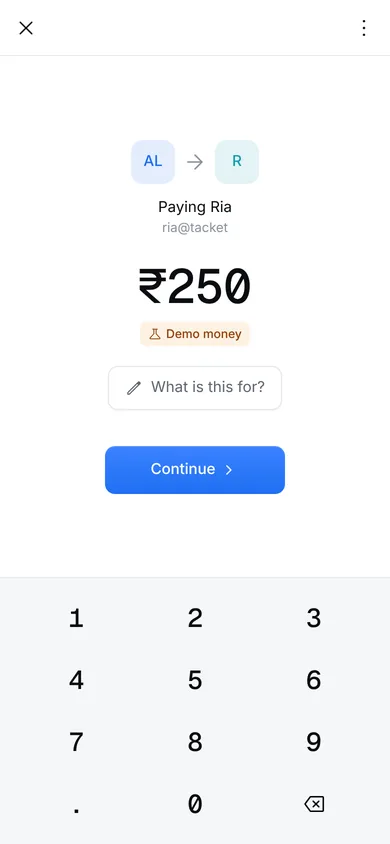 AL R
Paying Ria
ria@tacket
₹250
Demo money
What is this for?
Continue
1 2 3
4 5 6
7 8 9
. 0